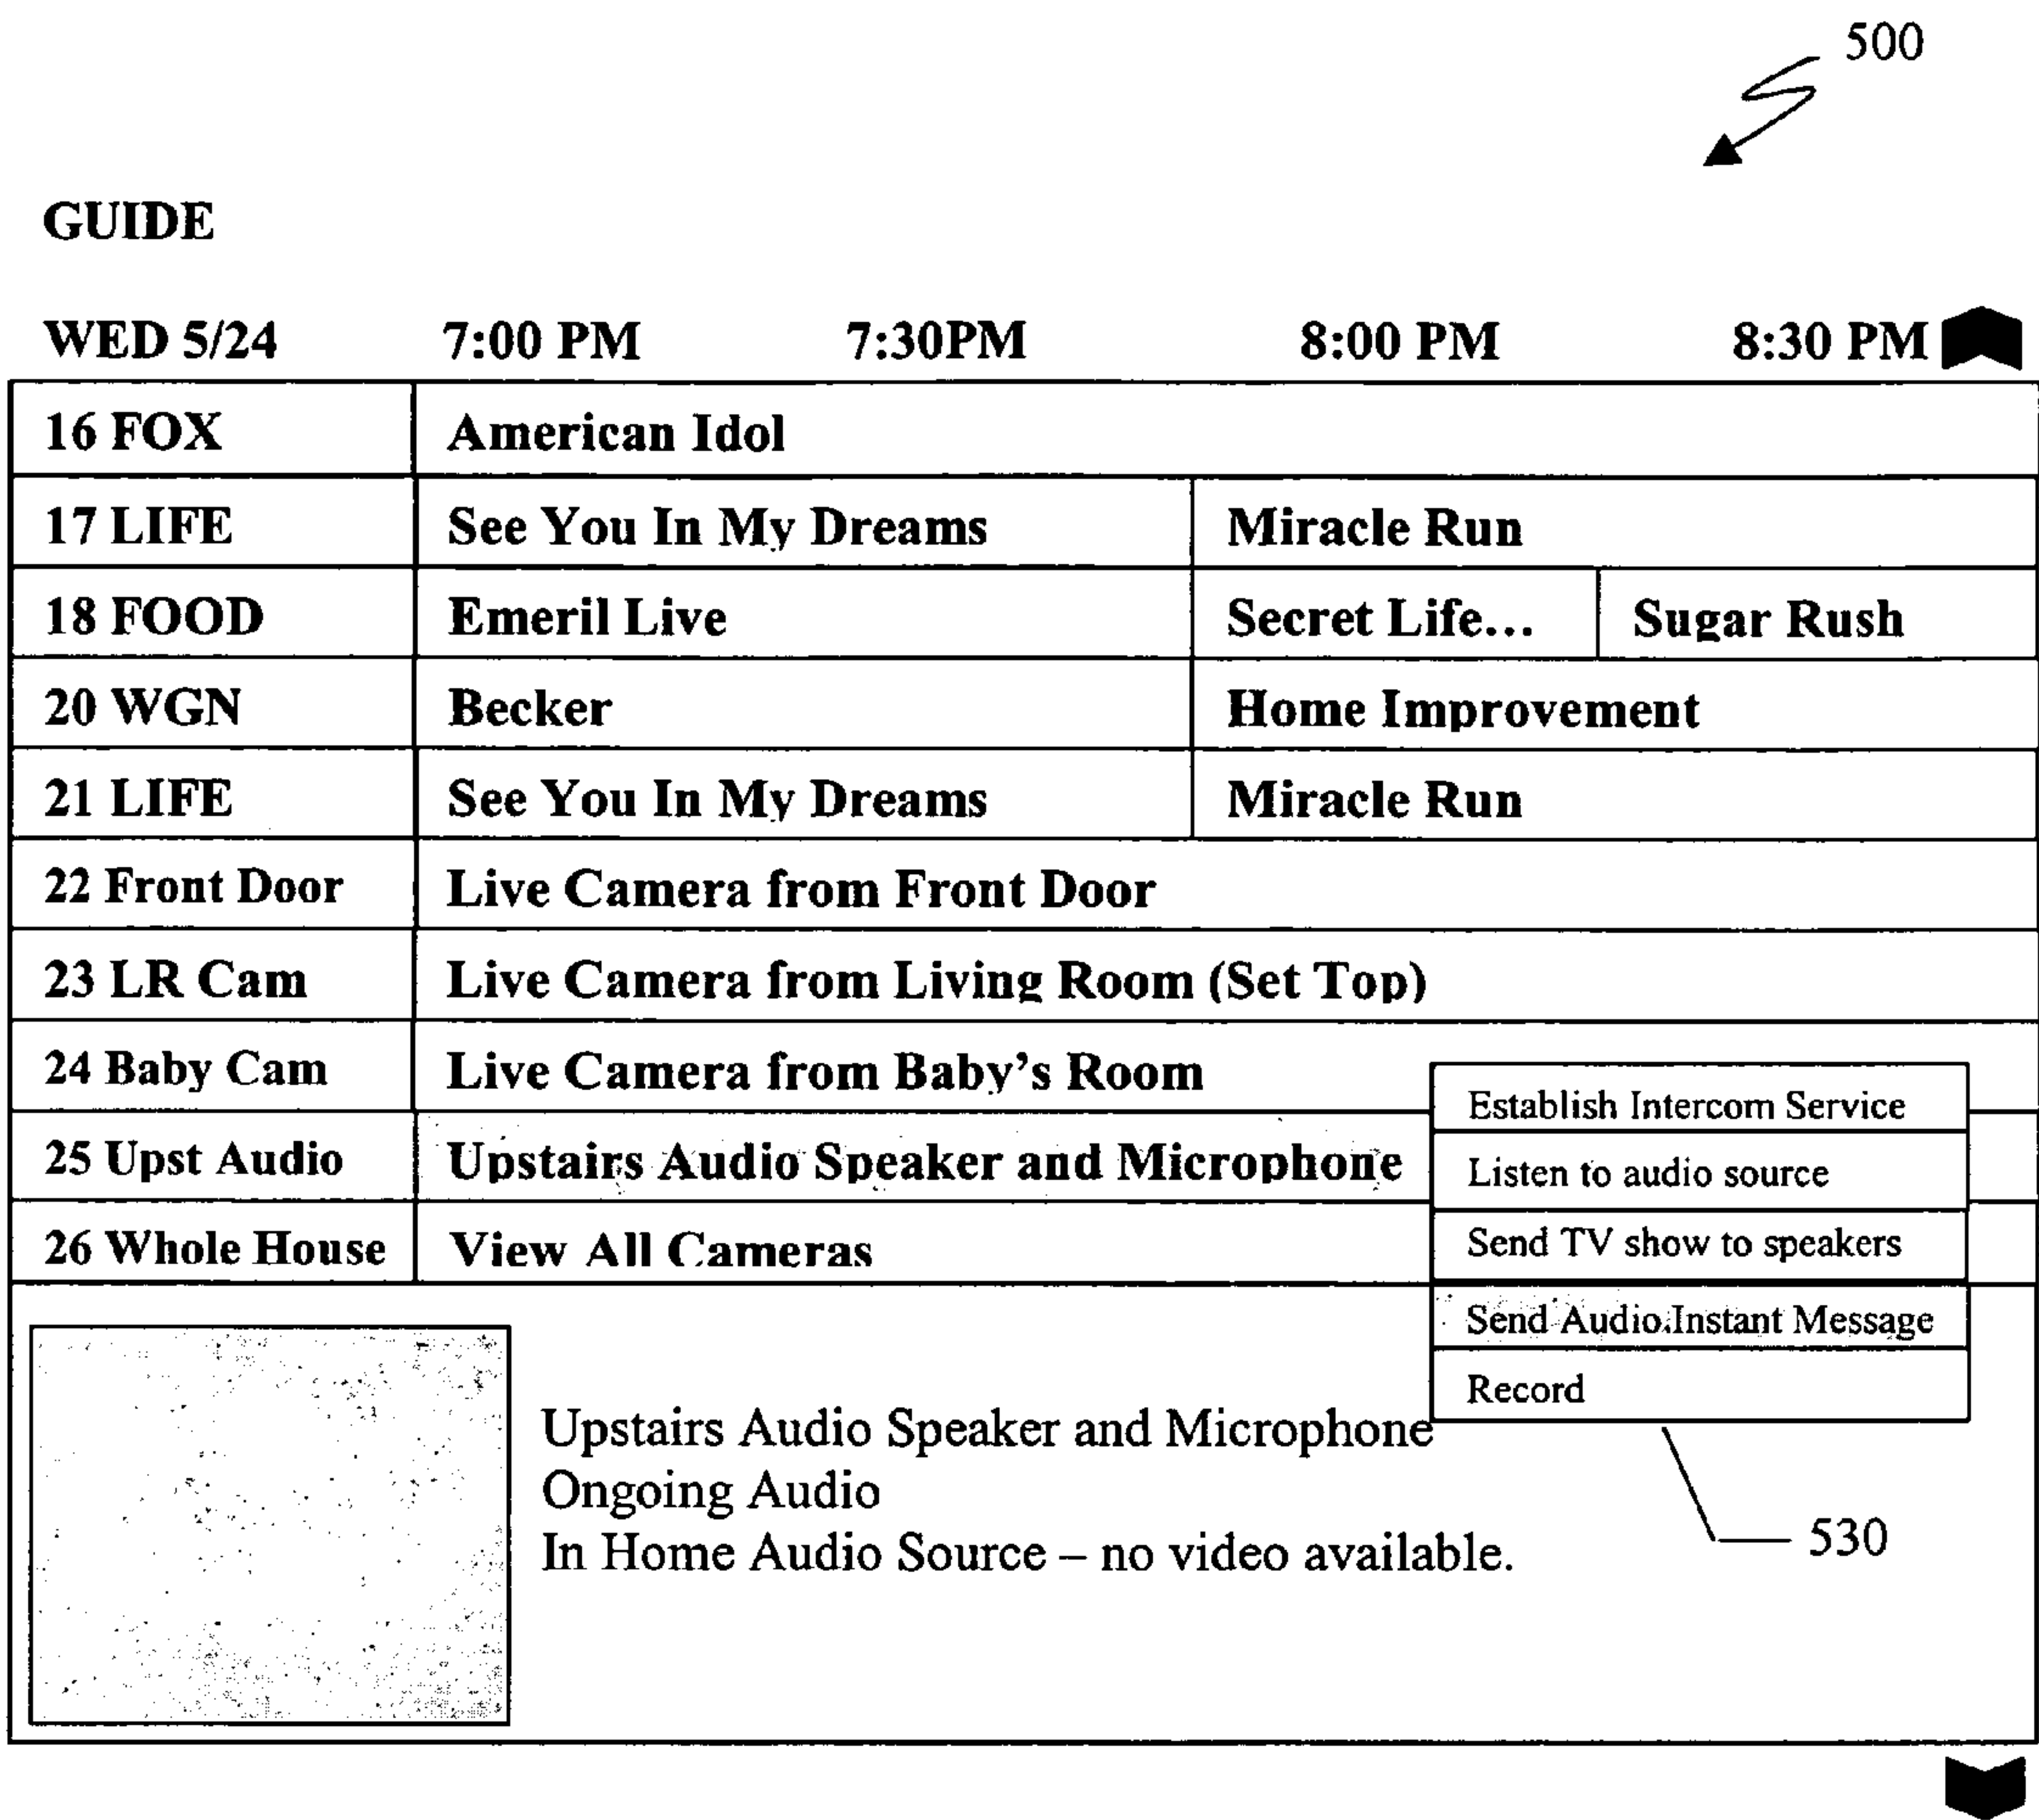 500
GUIDE
WED 5/24 7:00 PM 7:30PM 8:00 PM 8:30 PM
16 FOX American Idol
17 LIFE See You In My Dreams Miracle Run
18 FOOD Emeril Live Secret Life... Sugar Rush
20 WGN Becker Home Improvement
21 LIFE See You In My Dreams Miracle Run
22 Front Door Live Camera from Front Door
23 LR Cam Live Camera from Living Room (Set Top)
24 Baby Cam Live Camera from Baby's Room
25 Upst Audio Upstairs Audio Speaker and Microphone
26 Whole House View All Cameras
Establish Intercom Service
Listen to audio source
Send TV show to speakers
Send Audio Instant Message
Record
Upstairs Audio Speaker and Microphone
Ongoing Audio
In Home Audio Source – no video available.
530